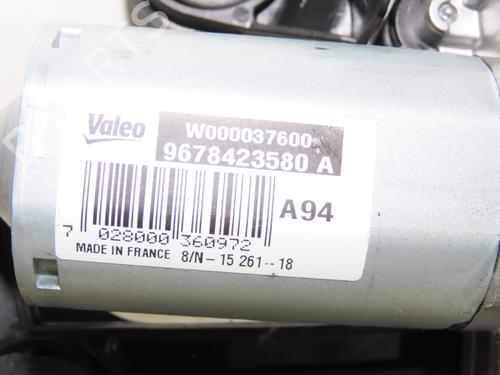 Valeo
W000037600
9678423580 A
A94
7 028000 360972
MADE IN FRANCE 8/N-15 261--18